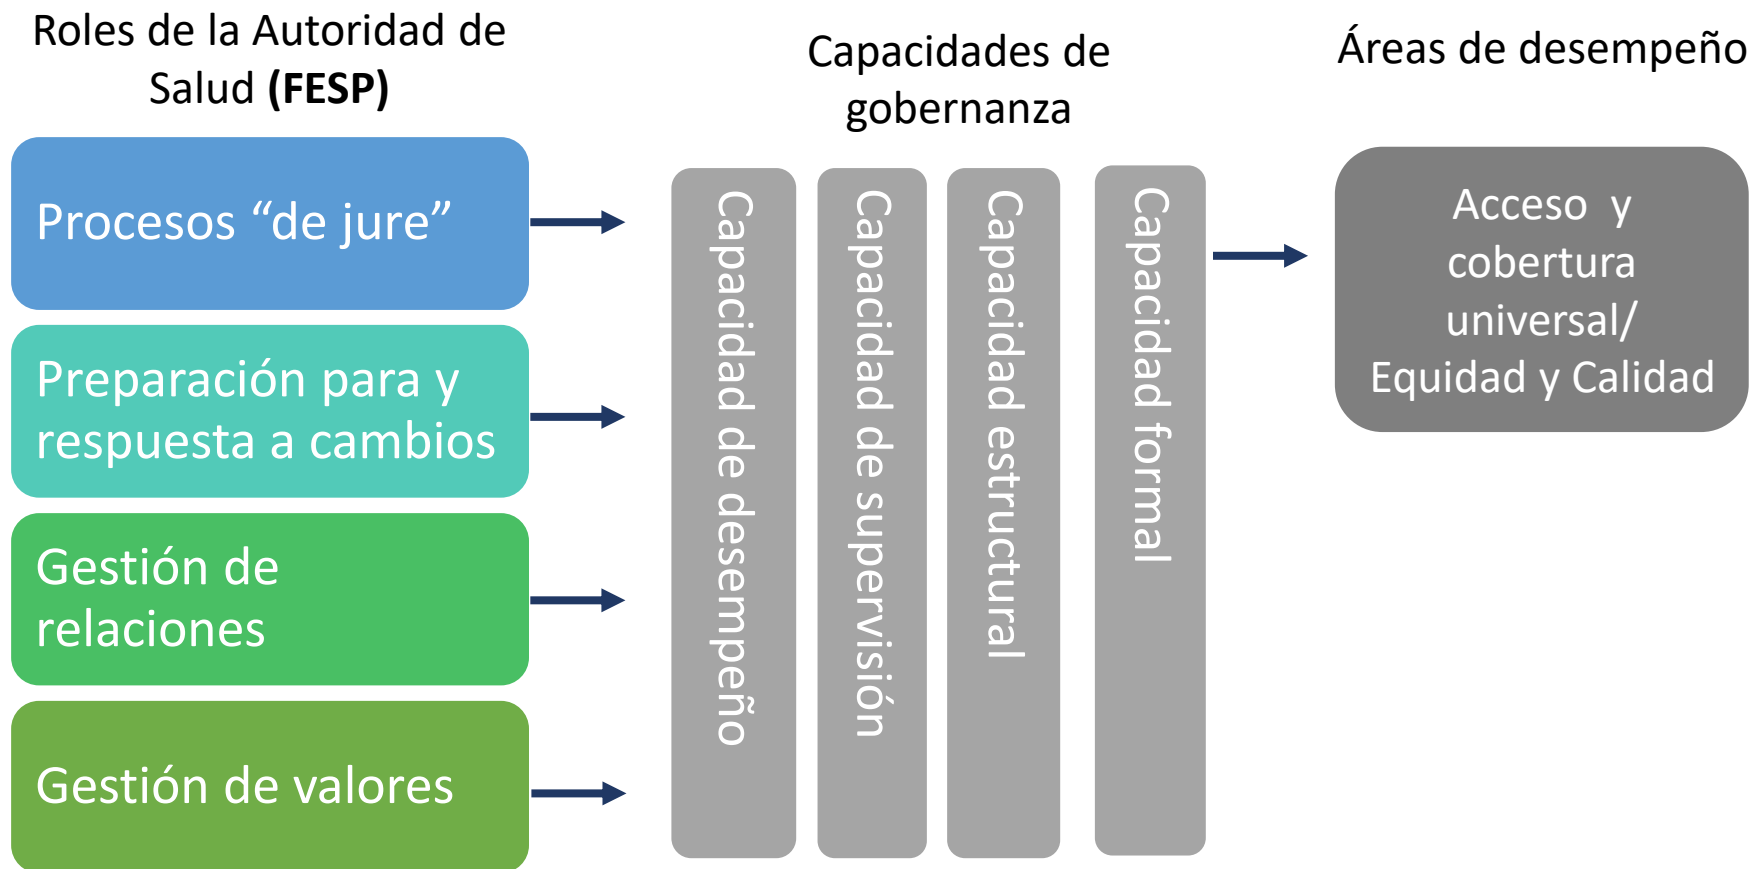 Roles de la Autoridad de
Salud (FESP)
Procesos “de jure”
Preparación para y
respuesta a cambios
Gestión de
relaciones
Gestión de valores
Capacidades de
gobernanza
Capacidad de desempeño
Capacidad de supervisión
Capacidad estructural
Capacidad formal
Áreas de desempeño
Acceso y
cobertura
universal/
Equidad y Calidad